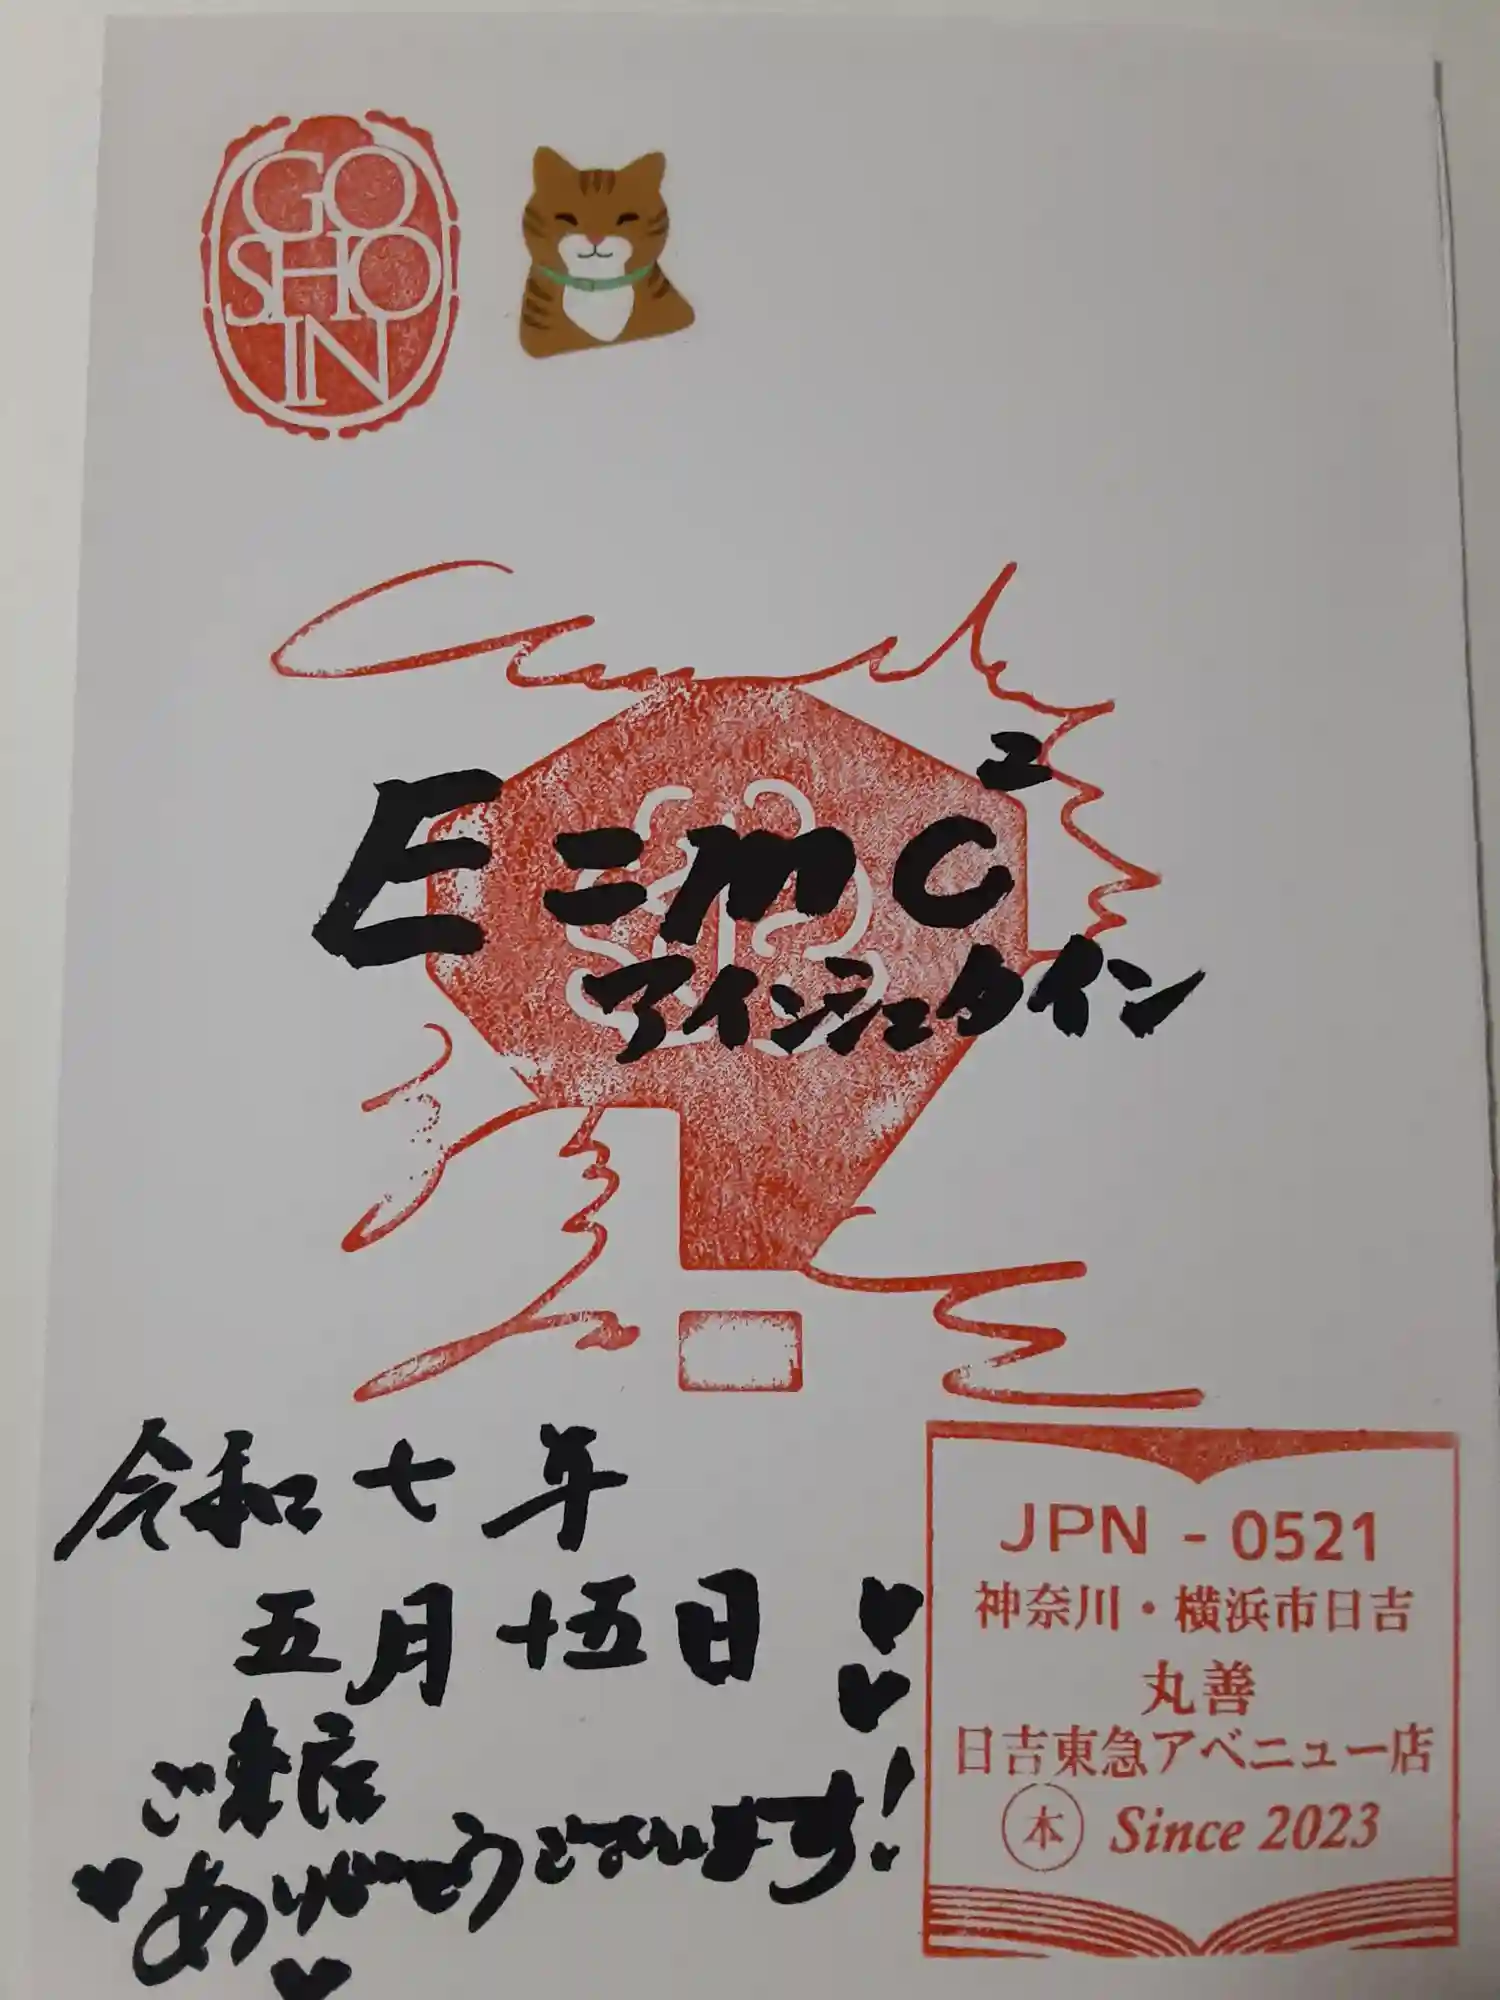 GO
SHO
IN
E=mc²
アインシュタイン
令和七年
五月十五日
ご来店
ありがとうございます!
JPN - 0521
神奈川・横浜市日吉
丸善
日吉東急アベニュー店
本 Since 2023